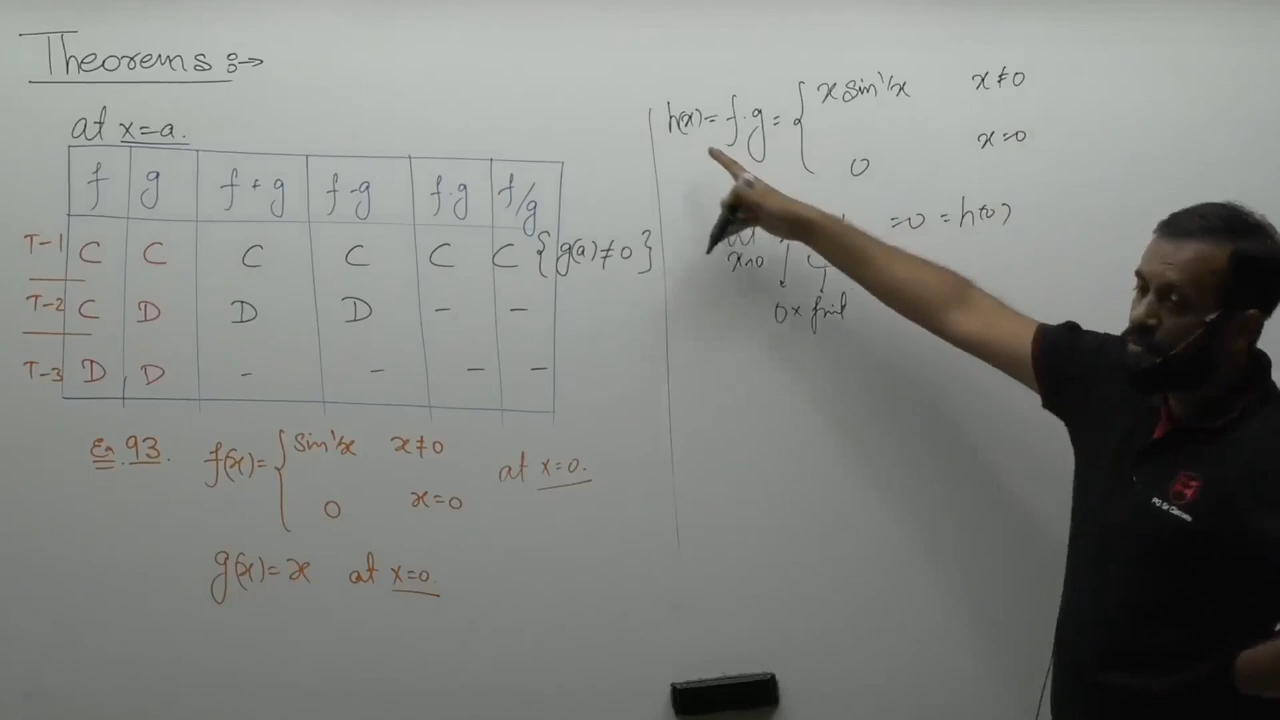 Theorems :→
at x=a.
f g f+g f-g f·g f/g
T-1 C C C C C C {g(a)≠0}
T-2 C D D D - -
T-3 D D - - - -
Ex. 93. f(x)= { sin 1/x x≠0
0 x=0
at x=0.
g(x)=x at x=0.
h(x)= f·g = { x sin 1/x x≠0
0 x=0
=0 = h(0)
x→0
0 x finit